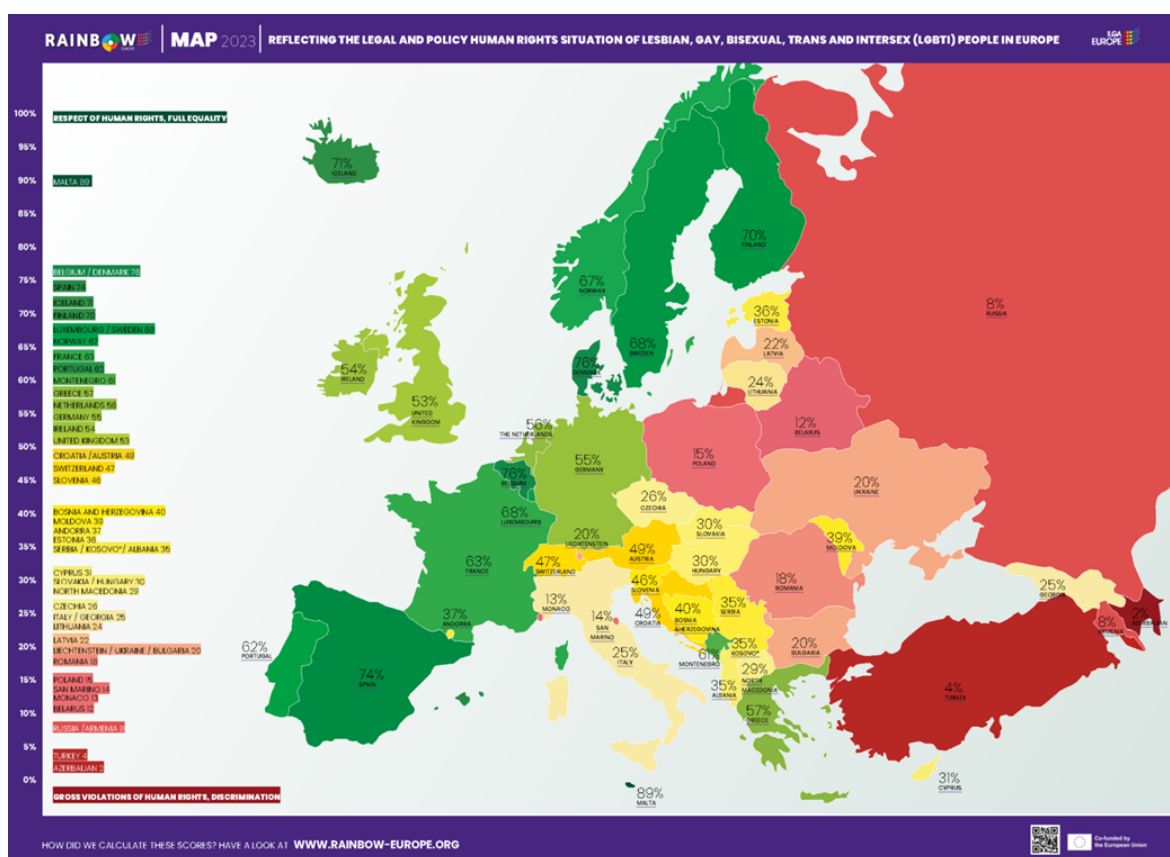 RAINBOW EUROPE | MAP 2023 | REFLECTING THE LEGAL AND POLICY HUMAN RIGHTS SITUATION OF LESBIAN, GAY, BISEXUAL, TRANS AND INTERSEX (LGBTI) PEOPLE IN EUROPE
ILGA
EUROPE
100%
RESPECT OF HUMAN RIGHTS, FULL EQUALITY
95%
90%
MALTA 89
85%
80%
BELGIUM / DENMARK 76
75%
SPAIN 74
ICELAND 71
70%
FINLAND 70
LUXEMBOURG / SWEDEN 68
NORWAY 67
65%
FRANCE 63
PORTUGAL 62
60%
MONTENEGRO 61
GREECE 57
NETHERLANDS 56
55%
GERMANY 55
IRELAND 54
UNITED KINGDOM 53
50%
CROATIA /AUSTRIA 49
SWITZERLAND 47
45%
SLOVENIA 46
40%
BOSNIA AND HERZEGOVINA 40
MOLDOVA 39
ANDORRA 37
ESTONIA 36
35%
SERBIA / KOSOVO* / ALBANIA 35
CYPRUS 31
30%
SLOVAKIA / HUNGARY 30
NORTH MACEDONIA 29
CZECHIA 26
25%
ITALY / GEORGIA 25
LITHUANIA 24
LATVIA 22
20%
LIECHTENSTEIN / UKRAINE / BULGARIA 20
ROMANIA 18
15%
POLAND 15
SAN MARINO 14
MONACO 13
BELARUS 12
10%
RUSSIA /ARMENIA 8
5%
TURKEY 4
AZERBAIJAN 2
0%
GROSS VIOLATIONS OF HUMAN RIGHTS, DISCRIMINATION
71%
ICELAND
70%
FINLAND
67%
NORWAY
68%
SWEDEN
8%
RUSSIA
36%
ESTONIA
22%
LATVIA
24%
LITHUANIA
76%
DENMARK
54%
IRELAND
53%
UNITED
KINGDOM
56%
THE NETHERLANDS
12%
BELARUS
15%
POLAND
55%
GERMANY
76%
BELGIUM
68%
LUXEMBOURG
26%
CZECHIA
20%
UKRAINE
30%
SLOVAKIA
20%
LIECHTENSTEIN
39%
MOLDOVA
49%
AUSTRIA
47%
SWITZERLAND
63%
FRANCE
30%
HUNGARY
46%
SLOVENIA
18%
ROMANIA
25%
GEORGIA
13%
MONACO
14%
SAN
MARINO
49%
CROATIA
40%
BOSNIA
&HERZEGOVINA
35%
SERBIA
37%
ANDORRA
2%
AZERBAIJAN
8%
ARMENIA
62%
PORTUGAL
74%
SPAIN
25%
ITALY
61%
MONTENEGRO
35%
KOSOVO*
20%
BULGARIA
35%
ALBANIA
29%
NORTH
MACEDONIA
4%
TURKEY
57%
GREECE
31%
CYPRUS
89%
MALTA
HOW DID WE CALCULATE THESE SCORES? HAVE A LOOK AT WWW.RAINBOW-EUROPE.ORG
Co-funded by
the European Union